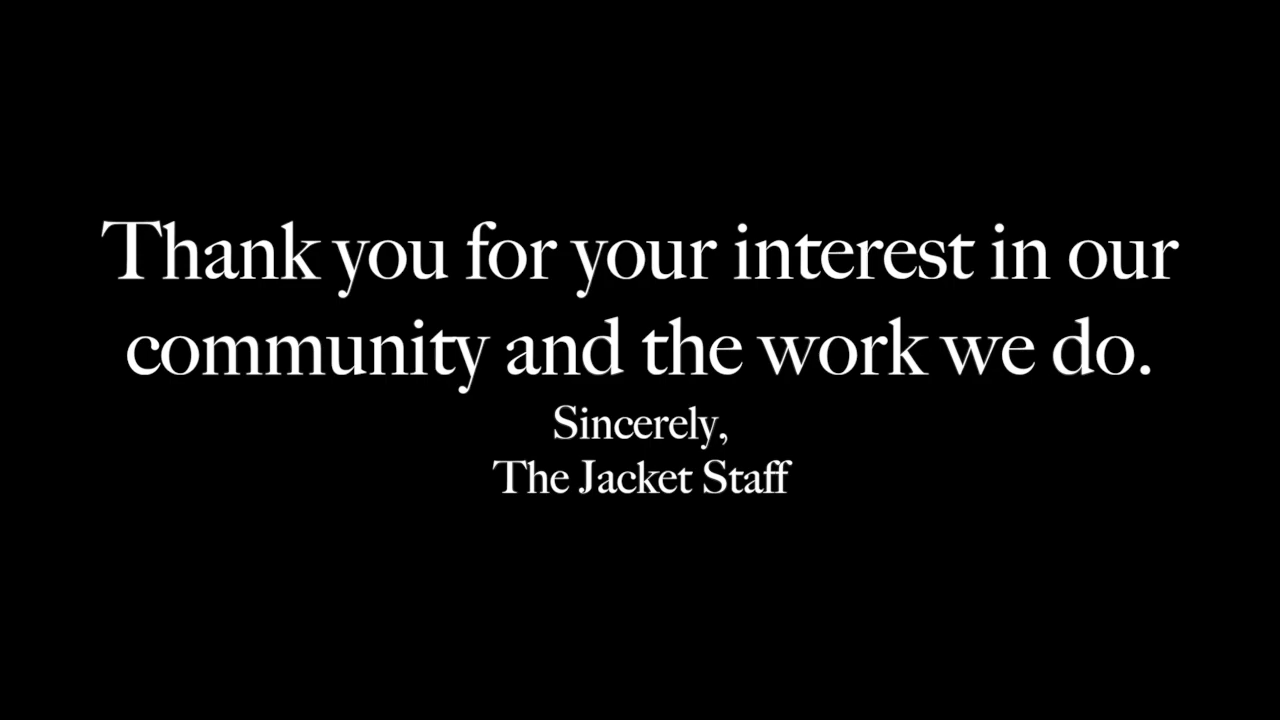 Thank you for your interest in our
community and the work we do.
Sincerely,
The Jacket Staff